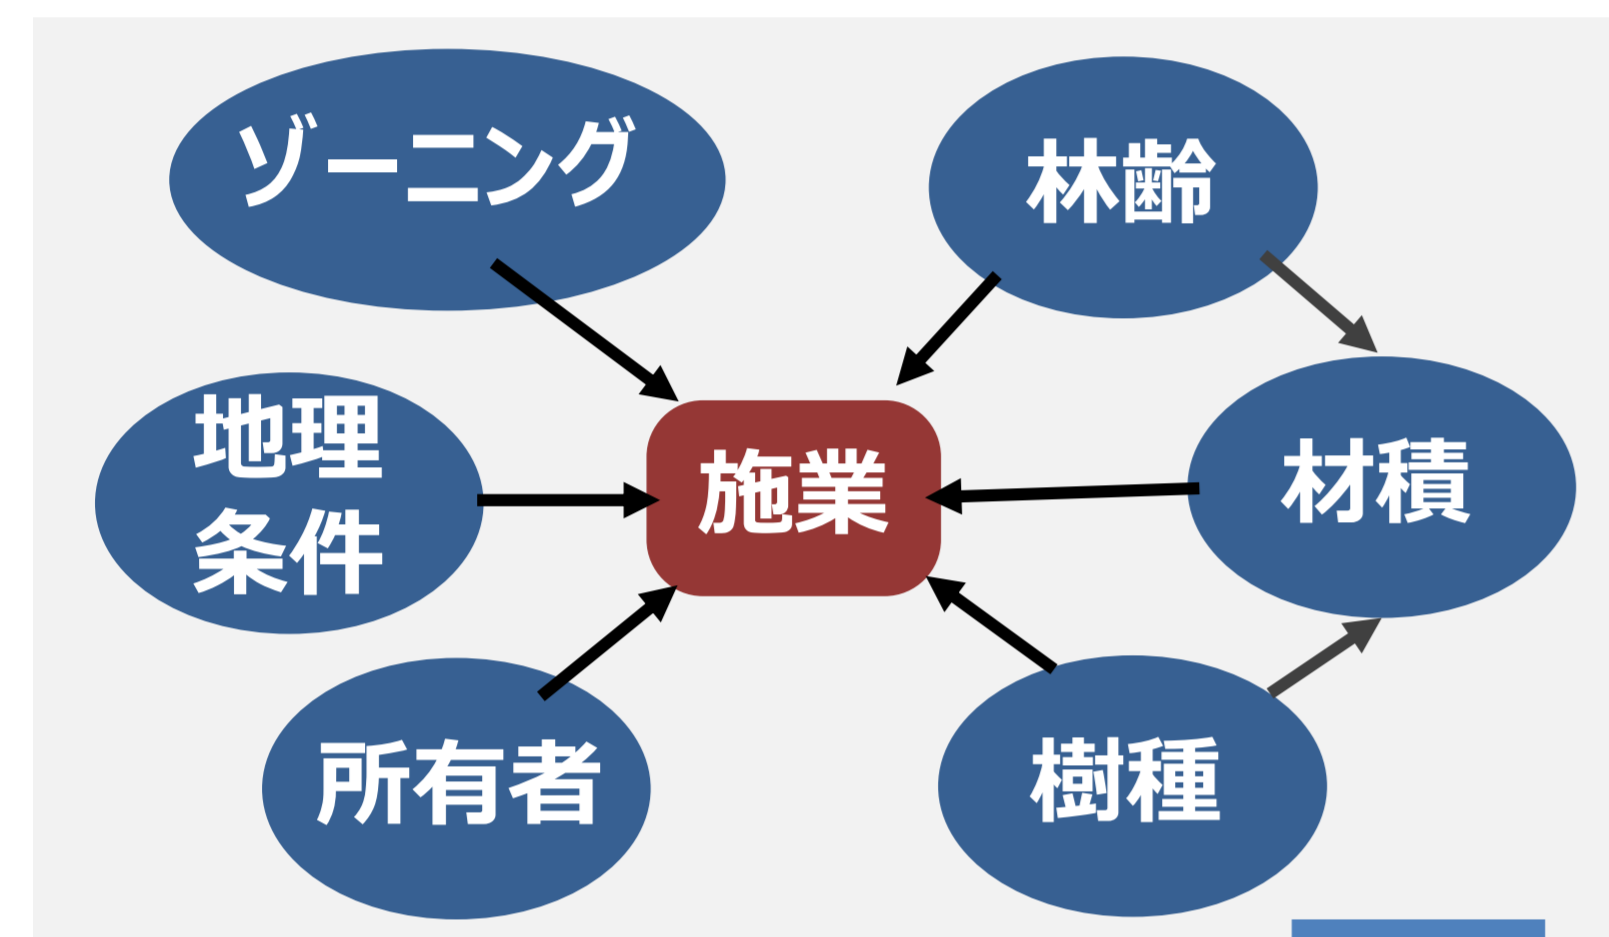 ゾーニング
林齢
地理
条件
施業
材積
所有者
樹種